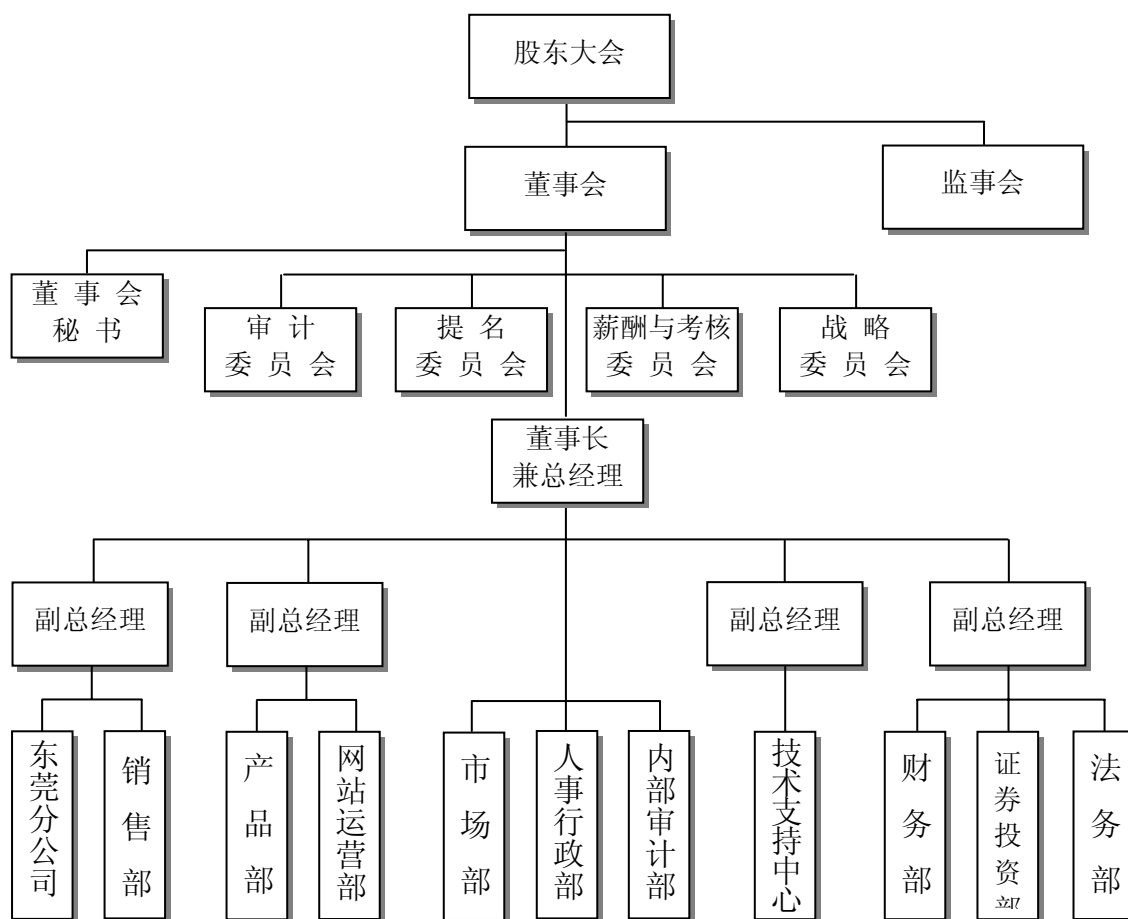 股东大会
董事会
监事会
董 事 会
秘 书
审 计
委 员 会
提 名
委 员 会
薪酬与考核
委 员 会
战 略
委 员 会
董事长
兼总经理
副总经理
副总经理
副总经理
副总经理
东莞分公司
销售部
产品部
网站运营部
市场部
人事行政部
内部审计部
技术支持中心
财务部
证券投资部
法务部